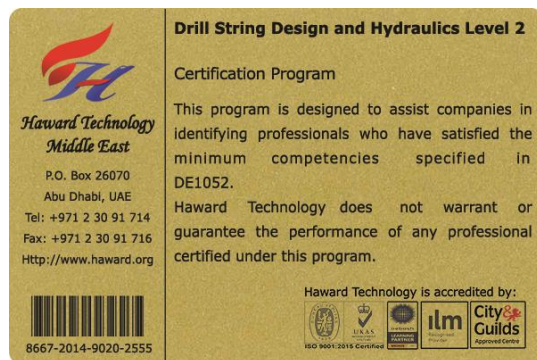 Haward Technology
Middle East
P.O. Box 26070
Abu Dhabi, UAE
Tel: +971 2 30 91 714
Fax: +971 2 30 91 716
Http://www.haward.org
8667-2014-9020-2555
Drill String Design and Hydraulics Level 2
Certification Program
This program is designed to assist companies in
identifying professionals who have satisfied the
minimum competencies specified in
DE1052.
Haward Technology does not warrant or
guarantee the performance of any professional
certified under this program.
Haward Technology is accredited by:
ISO 9001:2015 Certified
UKAS
LEARNING
PARTNER
ilm
City&
Guilds
Approved Centre